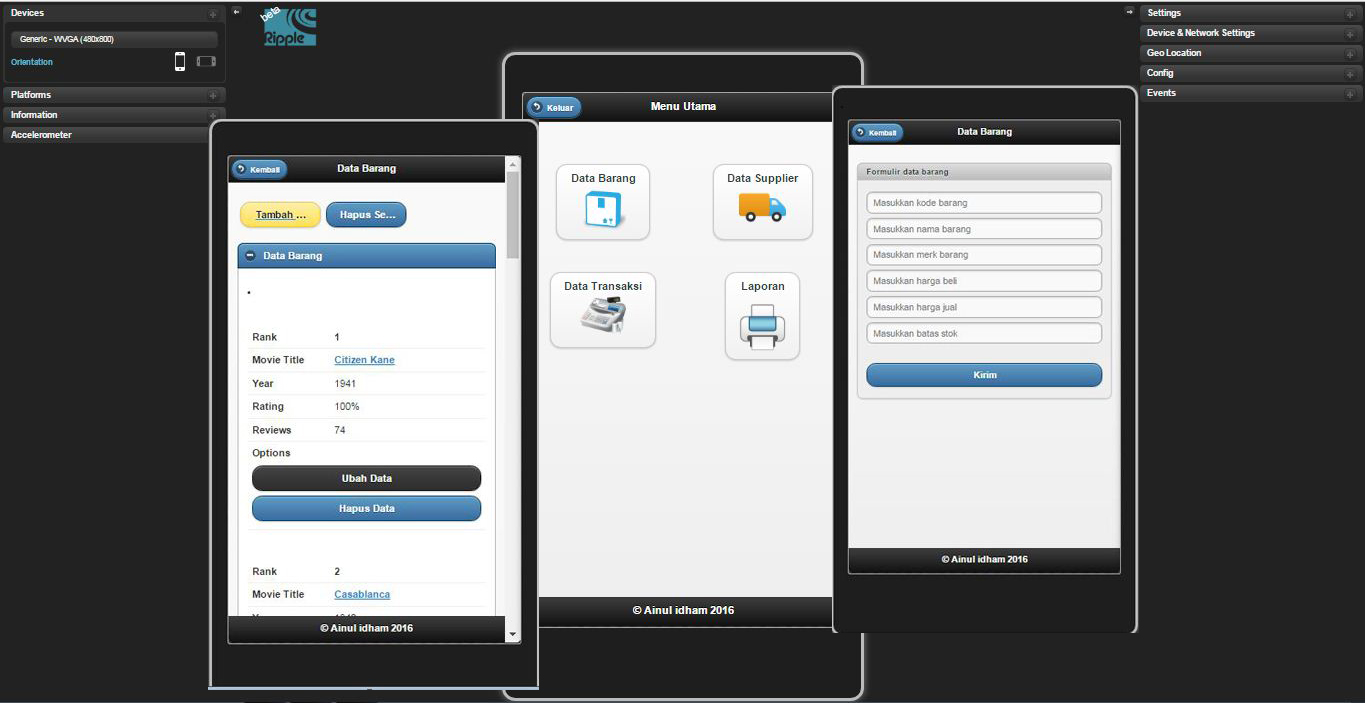 Devices
Generic - WVGA (480x800)
Orientation
Platforms
Information
Accelerometer
beta
Ripple
Settings
Device & Network Settings
Geo Location
Config
Events
Kembali
Data Barang
Tambah ...
Hapus Se...
Data Barang
Rank 1
Movie Title Citizen Kane
Year 1941
Rating 100%
Reviews 74
Options
Ubah Data
Hapus Data
Rank 2
Movie Title Casablanca
© Ainul idham 2016
Keluar
Menu Utama
Data Barang
Data Supplier
Data Transaksi
Laporan
© Ainul idham 2016
Kembali
Data Barang
Formulir data barang
Masukkan kode barang
Masukkan nama barang
Masukkan merk barang
Masukkan harga beli
Masukkan harga jual
Masukkan batas stok
Kirim
© Ainul idham 2016